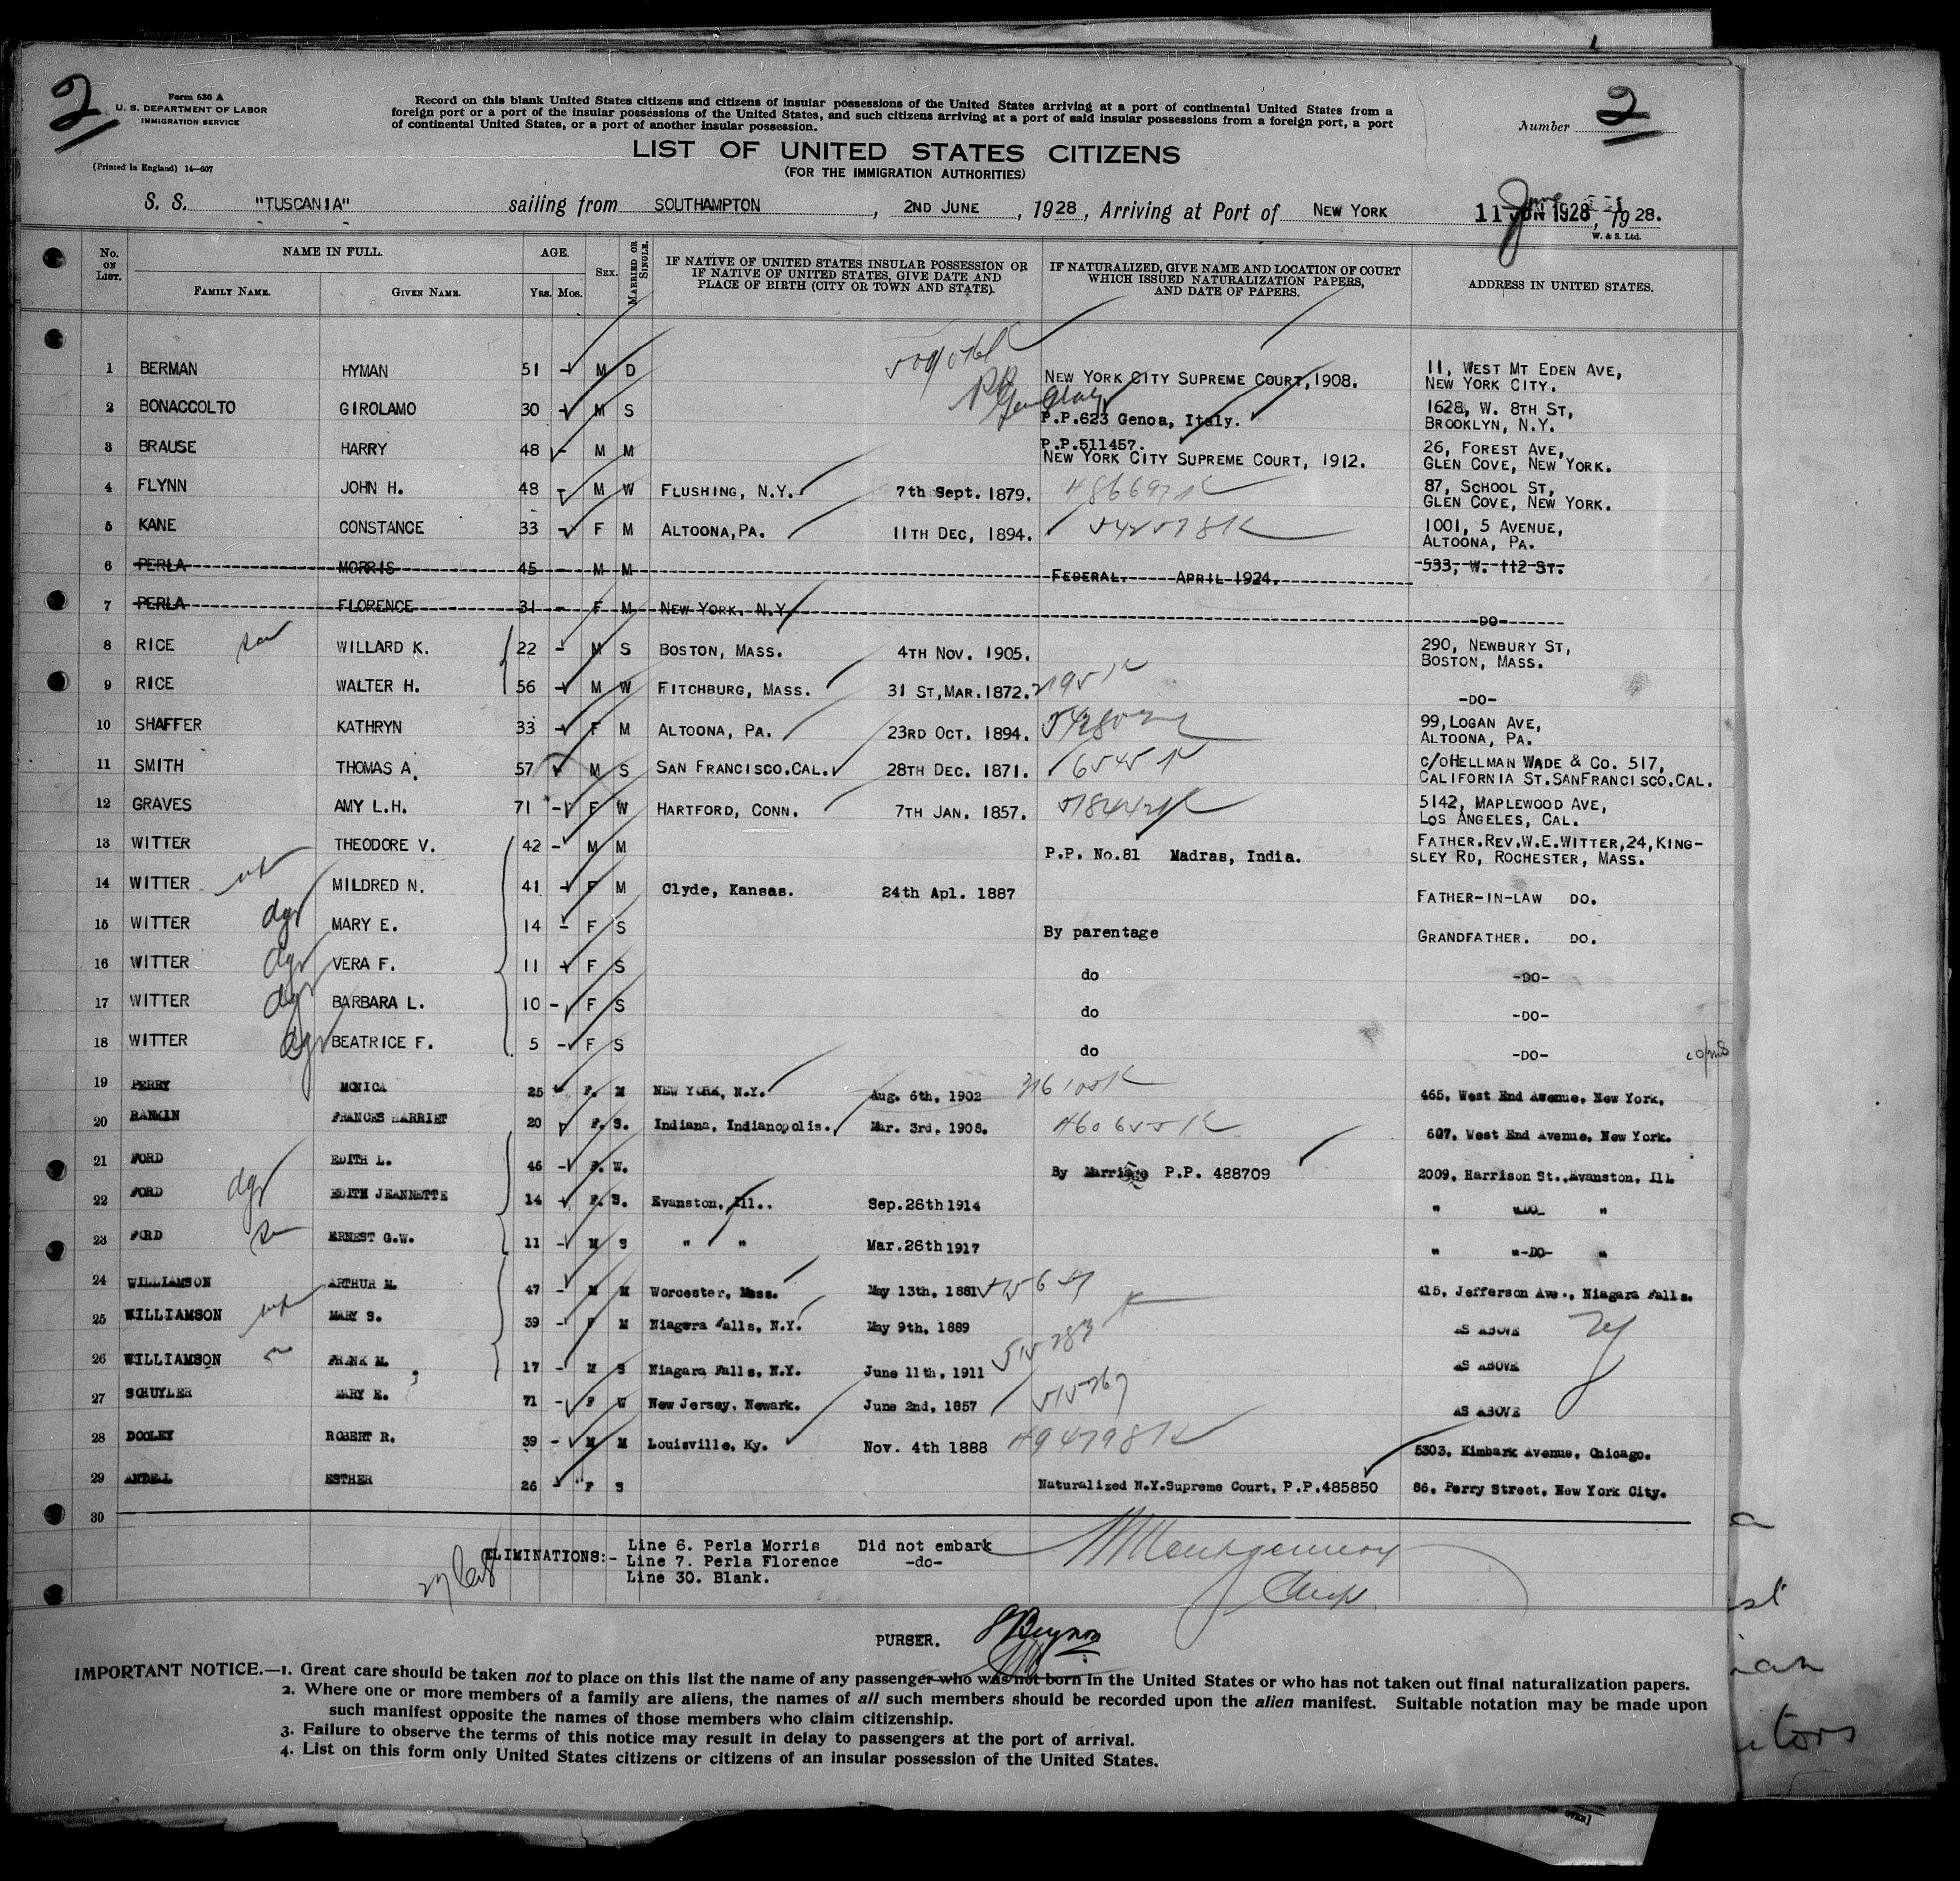 2
Form 630 A
U. S. DEPARTMENT OF LABOR
IMMIGRATION SERVICE
(Printed in England) 14—607
Record on this blank United States citizens and citizens of insular possessions of the United States arriving at a port of continental United States from a
foreign port or a port of the insular possessions of the United States, and such citizens arriving at a port of said insular possessions from a foreign port, a port
of continental United States, or a port of another insular possession.
Number 2
LIST OF UNITED STATES CITIZENS
(FOR THE IMMIGRATION AUTHORITIES)
S. S. "TUSCANIA" sailing from SOUTHAMPTON, 2ND JUNE, 1928, Arriving at Port of NEW YORK 11 JUN 1928, 1928.
W. & S. Ltd.
No. ON LIST. NAME IN FULL. FAMILY NAME. GIVEN NAME. AGE. YRS. MOS. SEX. MARRIED OR SINGLE. IF NATIVE OF UNITED STATES INSULAR POSSESSION OR IF NATIVE OF UNITED STATES, GIVE DATE AND PLACE OF BIRTH (CITY OR TOWN AND STATE). IF NATURALIZED, GIVE NAME AND LOCATION OF COURT WHICH ISSUED NATURALIZATION PAPERS, AND DATE OF PAPERS. ADDRESS IN UNITED STATES.
1 BERMAN HYMAN 51 - M D NEW YORK CITY SUPREME COURT, 1908. 11, WEST MT EDEN AVE, NEW YORK CITY.
2 BONACCOLTO GIROLAMO 30 - M S P.P.623 Genoa, Italy. 1628, W. 8TH ST, BROOKLYN, N.Y.
3 BRAUSE HARRY 48 - M M P.P.511457. NEW YORK CITY SUPREME COURT, 1912. 26, FOREST AVE, GLEN COVE, NEW YORK.
4 FLYNN JOHN H. 48 - M W FLUSHING, N.Y. 7th Sept. 1879. 87, SCHOOL ST, GLEN COVE, NEW YORK.
5 KANE CONSTANCE 33 - F M ALTOONA, PA. 11TH DEC, 1894. 1001, 5 AVENUE, ALTOONA, PA.
6 PERLA MORRIS 45 - M M FEDERAL. APRIL 1924. 533, W. 112 ST.
7 PERLA FLORENCE 31 - F M NEW YORK, N.Y. -DO-
8 RICE son WILLARD K. 22 - M S BOSTON, MASS. 4TH NOV. 1905. 290, NEWBURY ST, BOSTON, MASS.
9 RICE WALTER H. 56 - M W FITCHBURG, MASS. 31 ST, MAR. 1872. -DO-
10 SHAFFER KATHRYN 33 - F M ALTOONA, PA. 23RD OCT. 1894. 99, LOGAN AVE, ALTOONA, PA.
11 SMITH THOMAS A. 57 M S SAN FRANCISCO.CAL. 28TH DEC. 1871. C/O HELLMAN WADE & CO. 517, CALIFORNIA ST.SANFRANCISCO.CAL.
12 GRAVES AMY L.H. 71 - F W HARTFORD, CONN. 7TH JAN. 1857. 5142, MAPLEWOOD AVE, LOS ANGELES, CAL.
13 WITTER THEODORE V. 42 - M M P.P. No.81 Madras, India. FATHER.REV.W.E.WITTER,24,KING-SLEY RD, ROCHESTER, MASS.
14 WITTER MILDRED N. 41 - F M Clyde, Kansas. 24th Apl. 1887 FATHER-IN-LAW DO.
15 WITTER dgr MARY E. 14 - F S By parentage GRANDFATHER. DO.
16 WITTER dgr VERA F. 11 - F S do -DO-
17 WITTER dgr BARBARA L. 10 - F S do -DO-
18 WITTER dgr BEATRICE F. 5 - F S do -DO-
19 PERRY MONICA 25 F. M NEW YORK, N.Y. Aug. 6th, 1902 465, West End Avenue, New York.
20 RANKIN FRANCES HARRIET 20 F. S. Indiana, Indianopolis. Mar. 3rd, 1908. 607, West End Avenue, New York.
21 FORD EDITH L. 46 - F. W. By Marriage P.P. 488709 2009, Harrison St., Evanston, Ill.
22 FORD dgr EDITH JEANNETTE 14 - F. S. Evanston, Ill.. Sep.26th 1914 " -DO- "
23 FORD ERNEST G.W. 11 - M S " " Mar.26th 1917 " "-DO- "
24 WILLIAMSON ARTHUR M. 47 - M M Worcester, Mass. May 13th, 1881 415, Jefferson Ave., Niagara Falls.
25 WILLIAMSON MARY S. 39 - F M Niagara Falls, N.Y. May 9th, 1889 AS ABOVE
26 WILLIAMSON FRANK M. 17 - M S Niagara Falls, N.Y. June 11th, 1911 AS ABOVE
27 SCHUYLER MARY E. 71 - F W New Jersey, Newark. June 2nd, 1857 AS ABOVE
28 DOOLEY ROBERT R. 39 - M M Louisville, Ky. Nov. 4th 1888 5303, Kimbark Avenue, Chicago.
29 ANDELL ESTHER 26 F S Naturalized N.Y.Supreme Court, P.P.485850 86, Perry Street, New York City.
30
ELIMINATIONS:- Line 6. Perla Morris Did not embark
Line 7. Perla Florence -do-
Line 30. Blank.
PURSER.
IMPORTANT NOTICE.—1. Great care should be taken not to place on this list the name of any passenger who was not born in the United States or who has not taken out final naturalization papers.
2. Where one or more members of a family are aliens, the names of all such members should be recorded upon the alien manifest. Suitable notation may be made upon
such manifest opposite the names of those members who claim citizenship.
3. Failure to observe the terms of this notice may result in delay to passengers at the port of arrival.
4. List on this form only United States citizens or citizens of an insular possession of the United States.